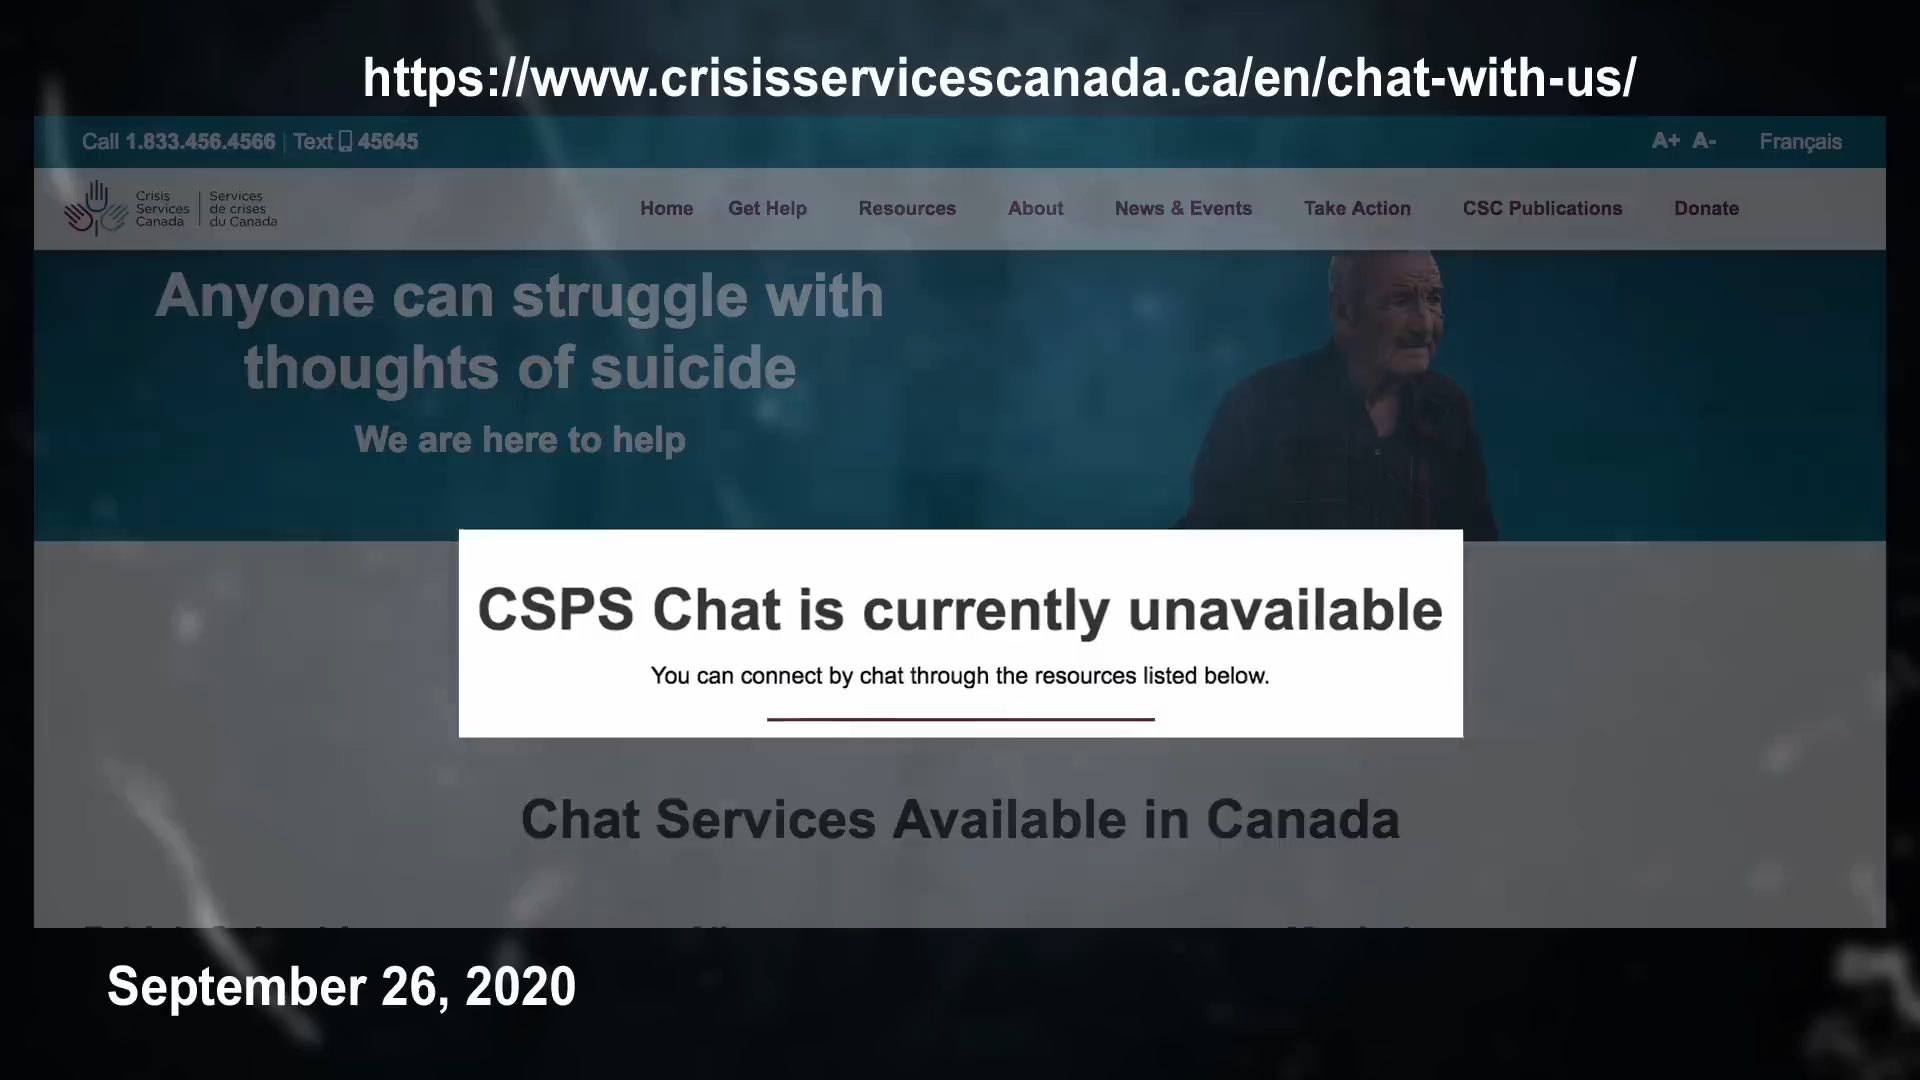 https://www.crisisservicescanada.ca/en/chat-with-us/
Call 1.833.456.4566 | Text 45645
A+ A- Français
Crisis Services Canada | Services de crises du Canada
Home Get Help Resources About News & Events Take Action CSC Publications Donate
Anyone can struggle with
thoughts of suicide
We are here to help
CSPS Chat is currently unavailable
You can connect by chat through the resources listed below.
Chat Services Available in Canada
September 26, 2020